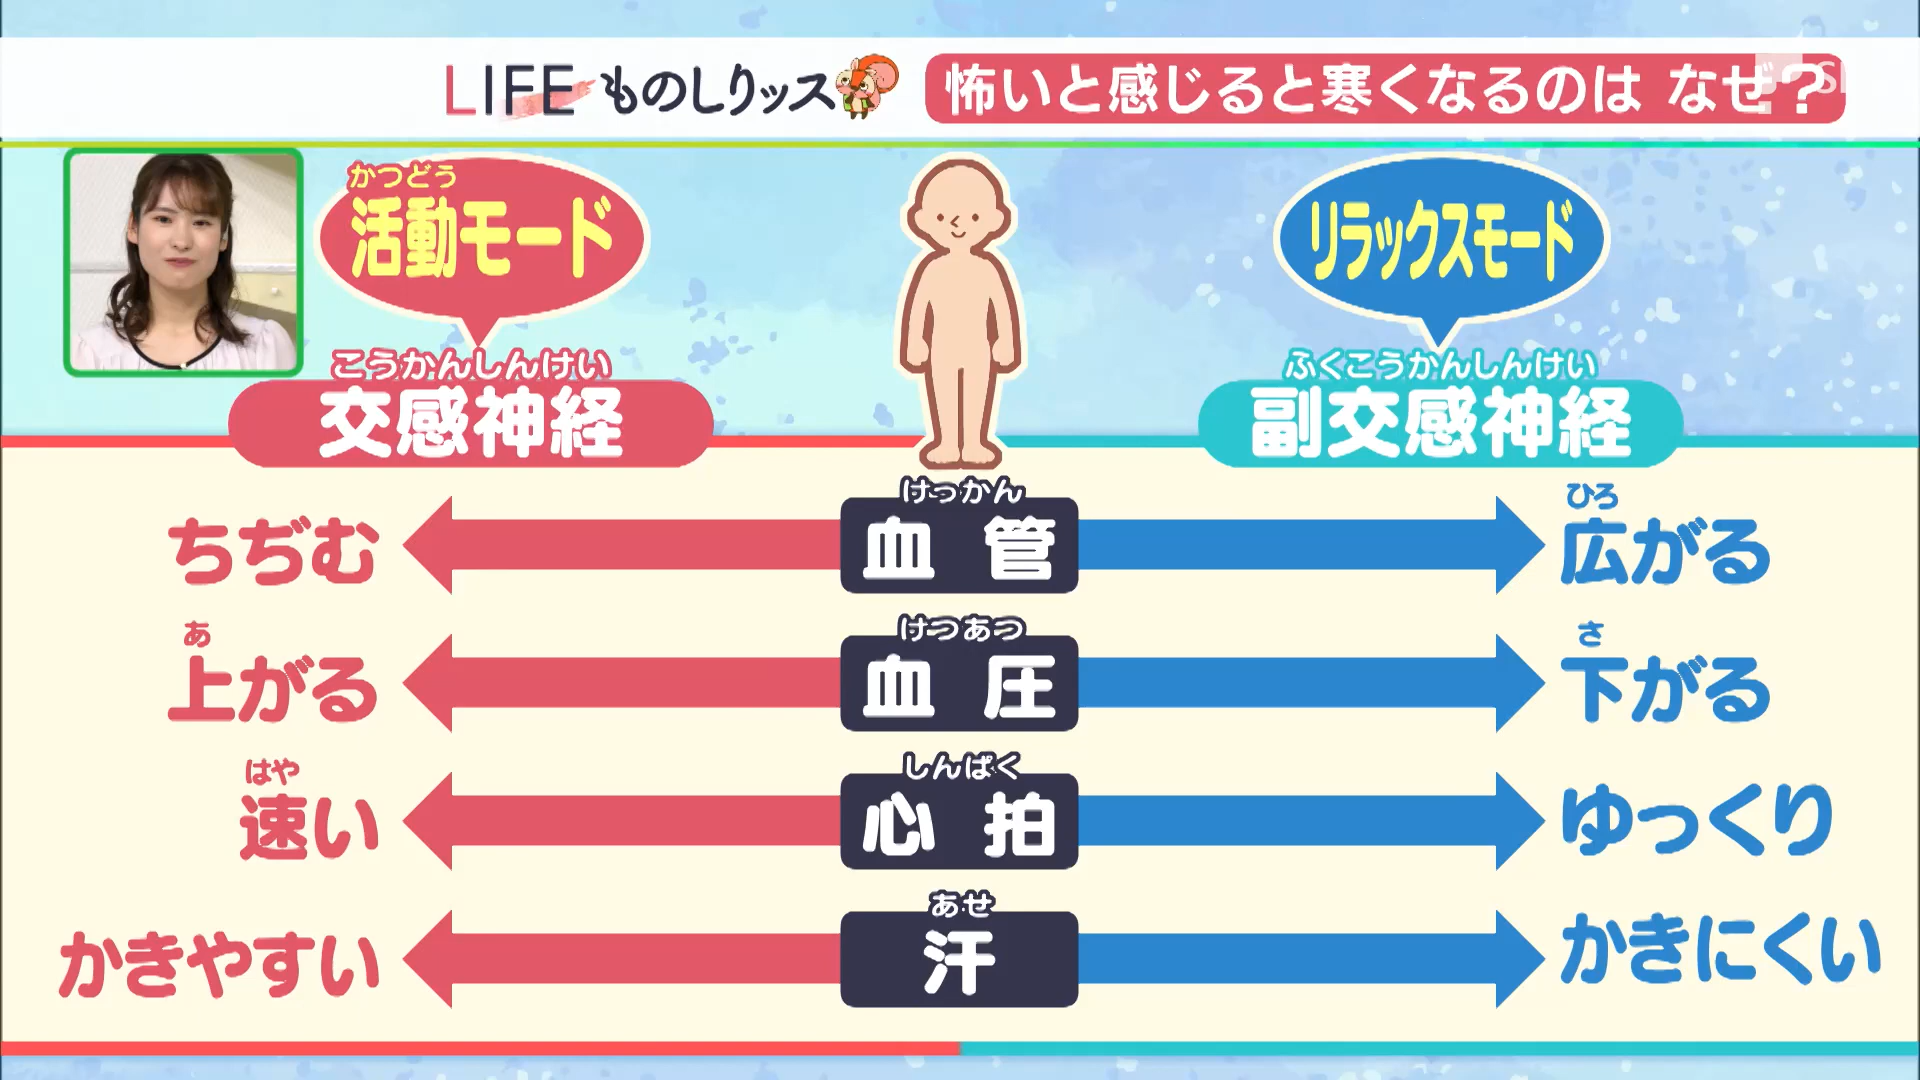 LIFE ものしりッス 怖いと感じると寒くなるのは なぜ?
かつどう
活動モード
リラックスモード
こうかんしんけい
交感神経
ふくこうかんしんけい
副交感神経
けっかん
ひろ
ちぢむ 血管 広がる
あ けつあつ さ
上がる 血圧 下がる
はや しんぱく
速い 心拍 ゆっくり
あせ
かきやすい 汗 かきにくい